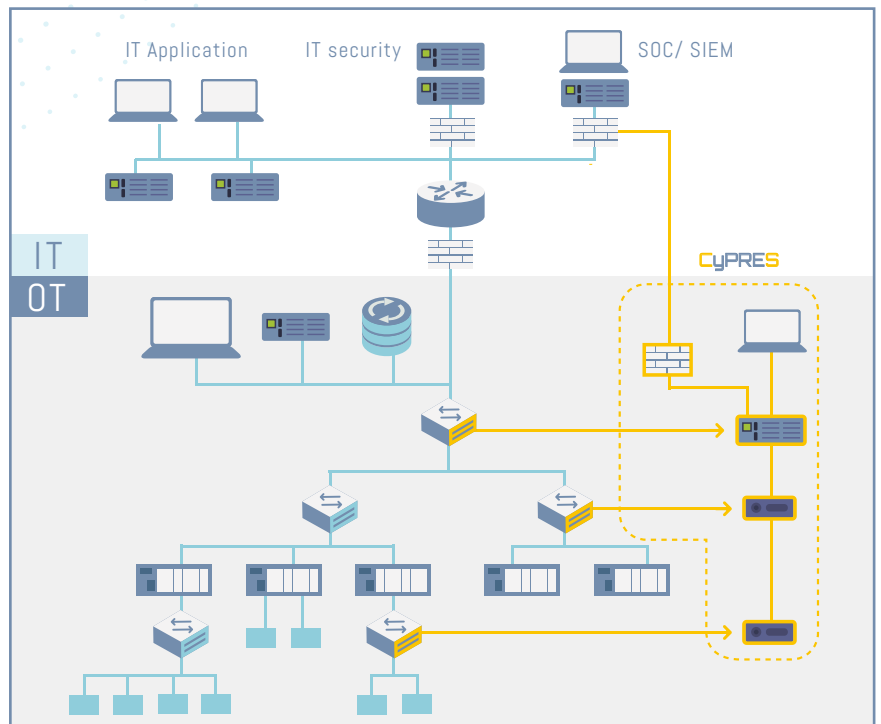 IT Application
IT security
SOC/ SIEM
IT
OT
CyPRES